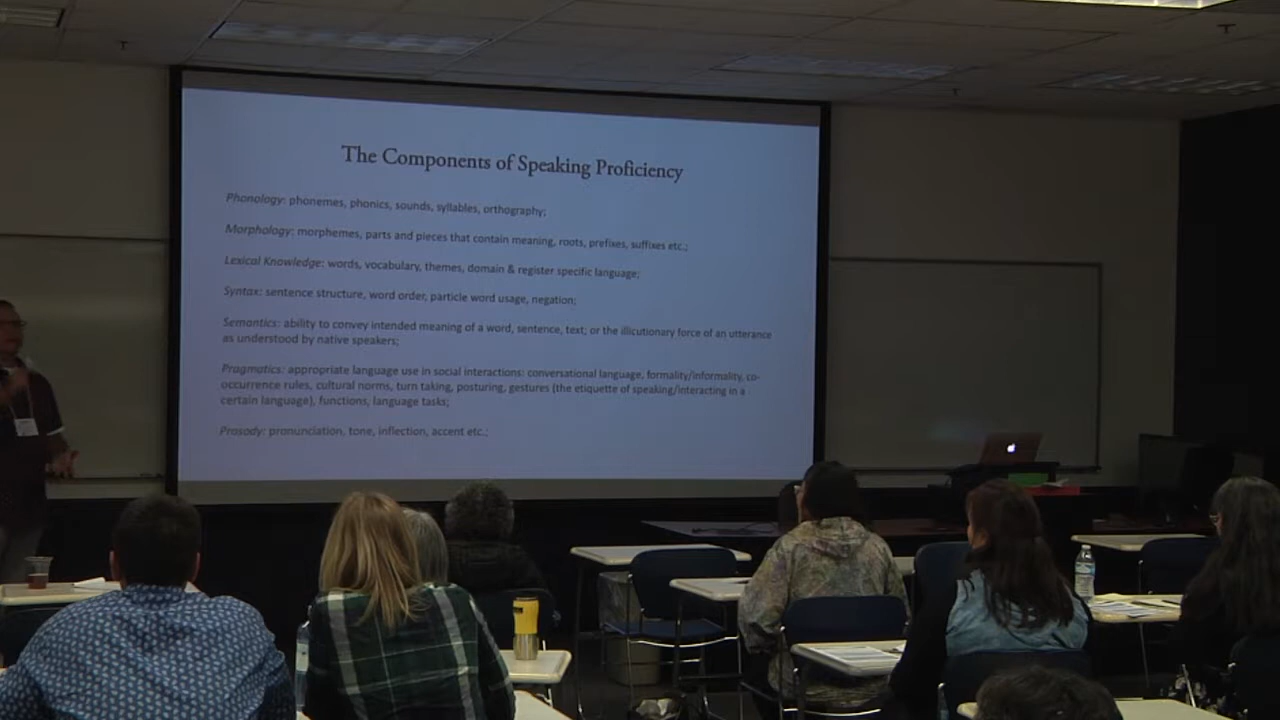 The Components of Speaking Proficiency
Phonology: phonemes, phonics, sounds, syllables, orthography;
Morphology: morphemes, parts and pieces that contain meaning, roots, prefixes, suffixes etc.;
Lexical Knowledge: words, vocabulary, themes, domain & register specific language;
Syntax: sentence structure, word order, particle word usage, negation;
Semantics: ability to convey intended meaning of a word, sentence, text; or the illicutionary force of an utterance
as understood by native speakers;
Pragmatics: appropriate language use in social interactions: conversational language, formality/informality, co-
occurrence rules, cultural norms, turn taking, posturing, gestures (the etiquette of speaking/interacting in a
certain language), functions, language tasks;
Prosody: pronunciation, tone, inflection, accent etc.;